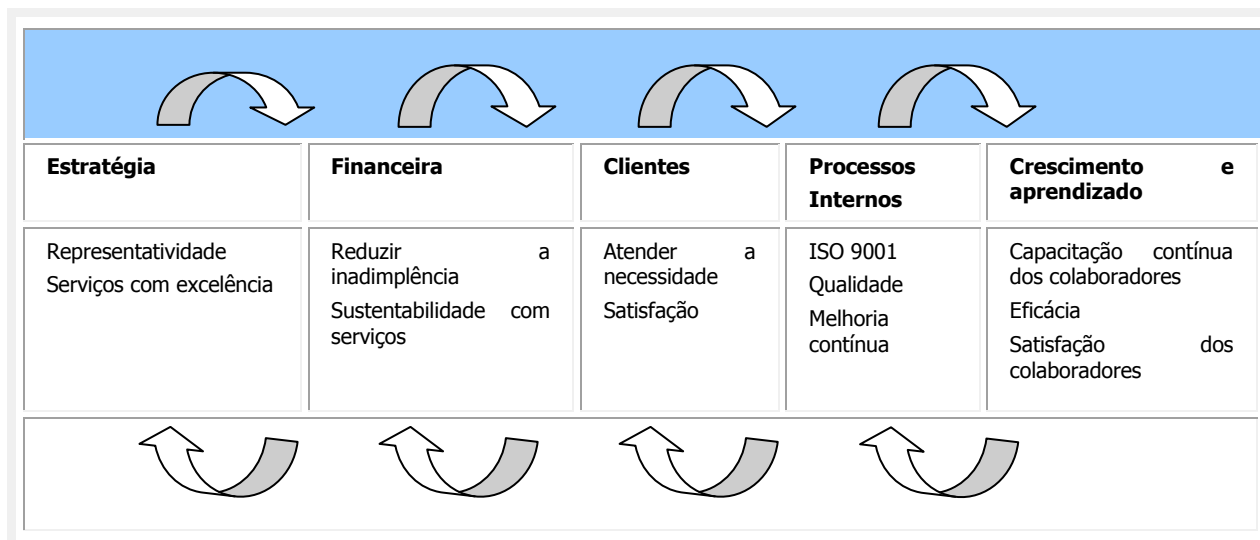 Estratégia
Financeira
Clientes
Processos
Internos
Crescimento e
aprendizado
Representatividade
Serviços com excelência
Reduzir a
inadimplência
Sustentabilidade com
serviços
Atender a
necessidade
Satisfação
ISO 9001
Qualidade
Melhoria
contínua
Capacitação contínua
dos colaboradores
Eficácia
Satisfação dos
colaboradores